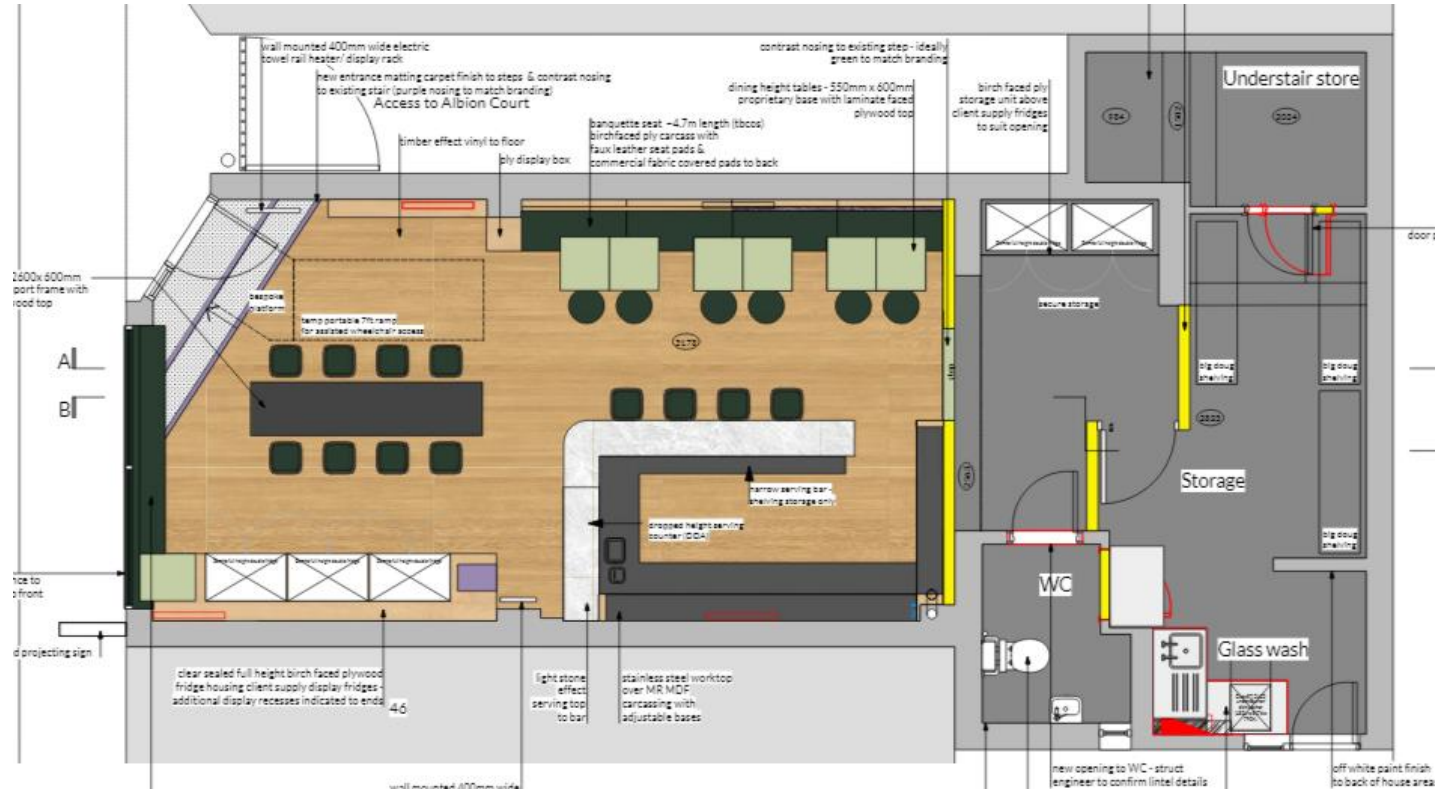 wall mounted 400mm wide electric
towel rail heater/ display rack
new entrance matting carpet finish to steps & contrast nosing
to existing stair (purple nosing to match branding)
Access to Albion Court
timber effect vinyl to floor
ply display box
banquette seat ~4.7m length (tbcos)
birchfaced ply carcass with
faux leather seat pads &
commercial fabric covered pads to back
contrast nosing to existing step - ideally
green to match branding
dining height tables - 550mm x 600mm
proprietary base with laminate faced
plywood top
birch faced ply
storage unit above
client supply fridges
to suit opening
Understair store
door
2600x 600mm
port frame with
ood top
bespoke
platform
temp portable 7ft ramp
for assisted wheelchair access
secure storage
big doug
shelving
big doug
shelving
A
B
step
Storage
narrow serving bar -
shelving storage only
dropped height serving
counter (DDA)
big doug
shelving
nce to
front
WC
projecting sign
Glass wash
clear sealed full height birch faced plywood
fridge housing client supply display fridges -
additional display recesses indicated to ends
46
light stone
effect
serving top
to bar
stainless steel worktop
over MR MDF
carcassing with
adjustable bases
wall mounted 400mm wide
new opening to WC - struct
engineer to confirm lintel details
off white paint finish
to back of house area